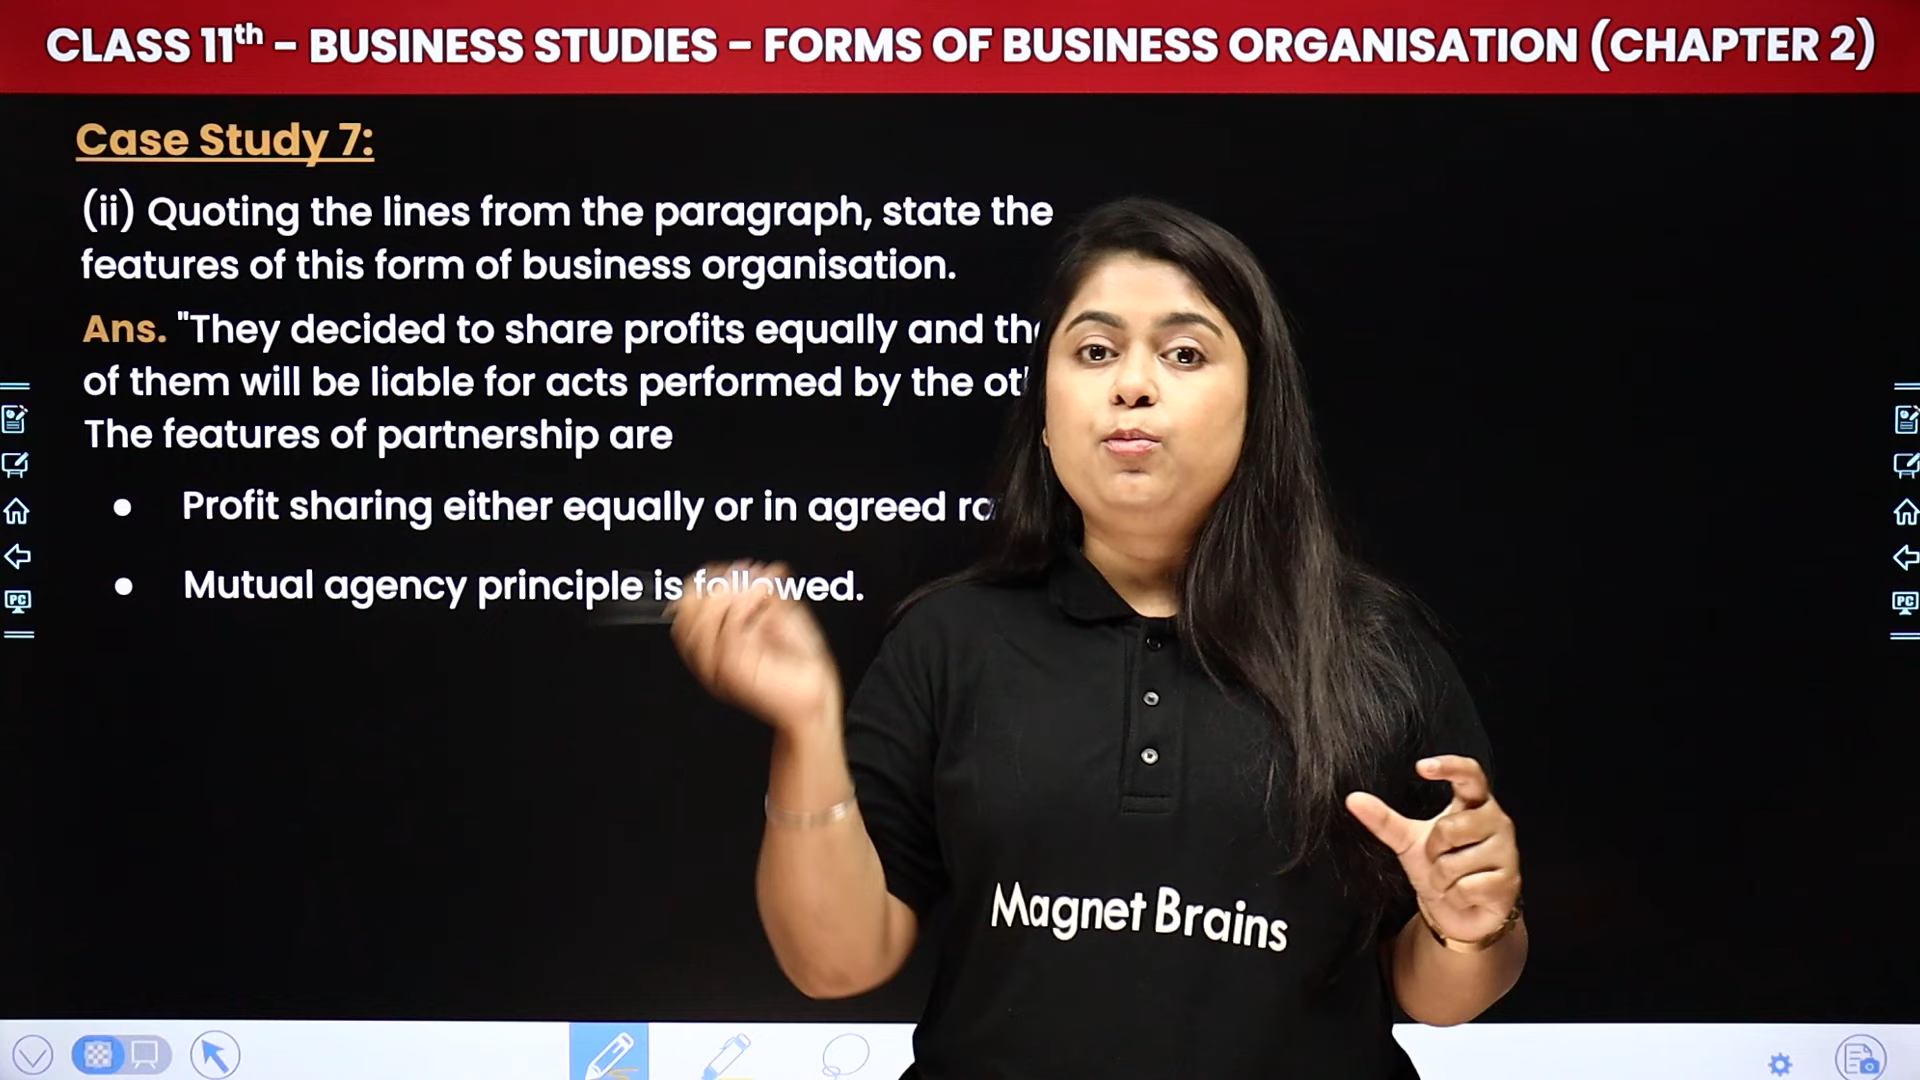 CLASS 11th - BUSINESS STUDIES - FORMS OF BUSINESS ORGANISATION (CHAPTER 2)
Case Study 7:
(ii) Quoting the lines from the paragraph, state the
features of this form of business organisation.
Ans. "They decided to share profits equally and
of them will be liable for acts performed by the
The features of partnership are
● Profit sharing either equally or in agreed
● Mutual agency principle is followed.
PC
PC
Magnet Brains